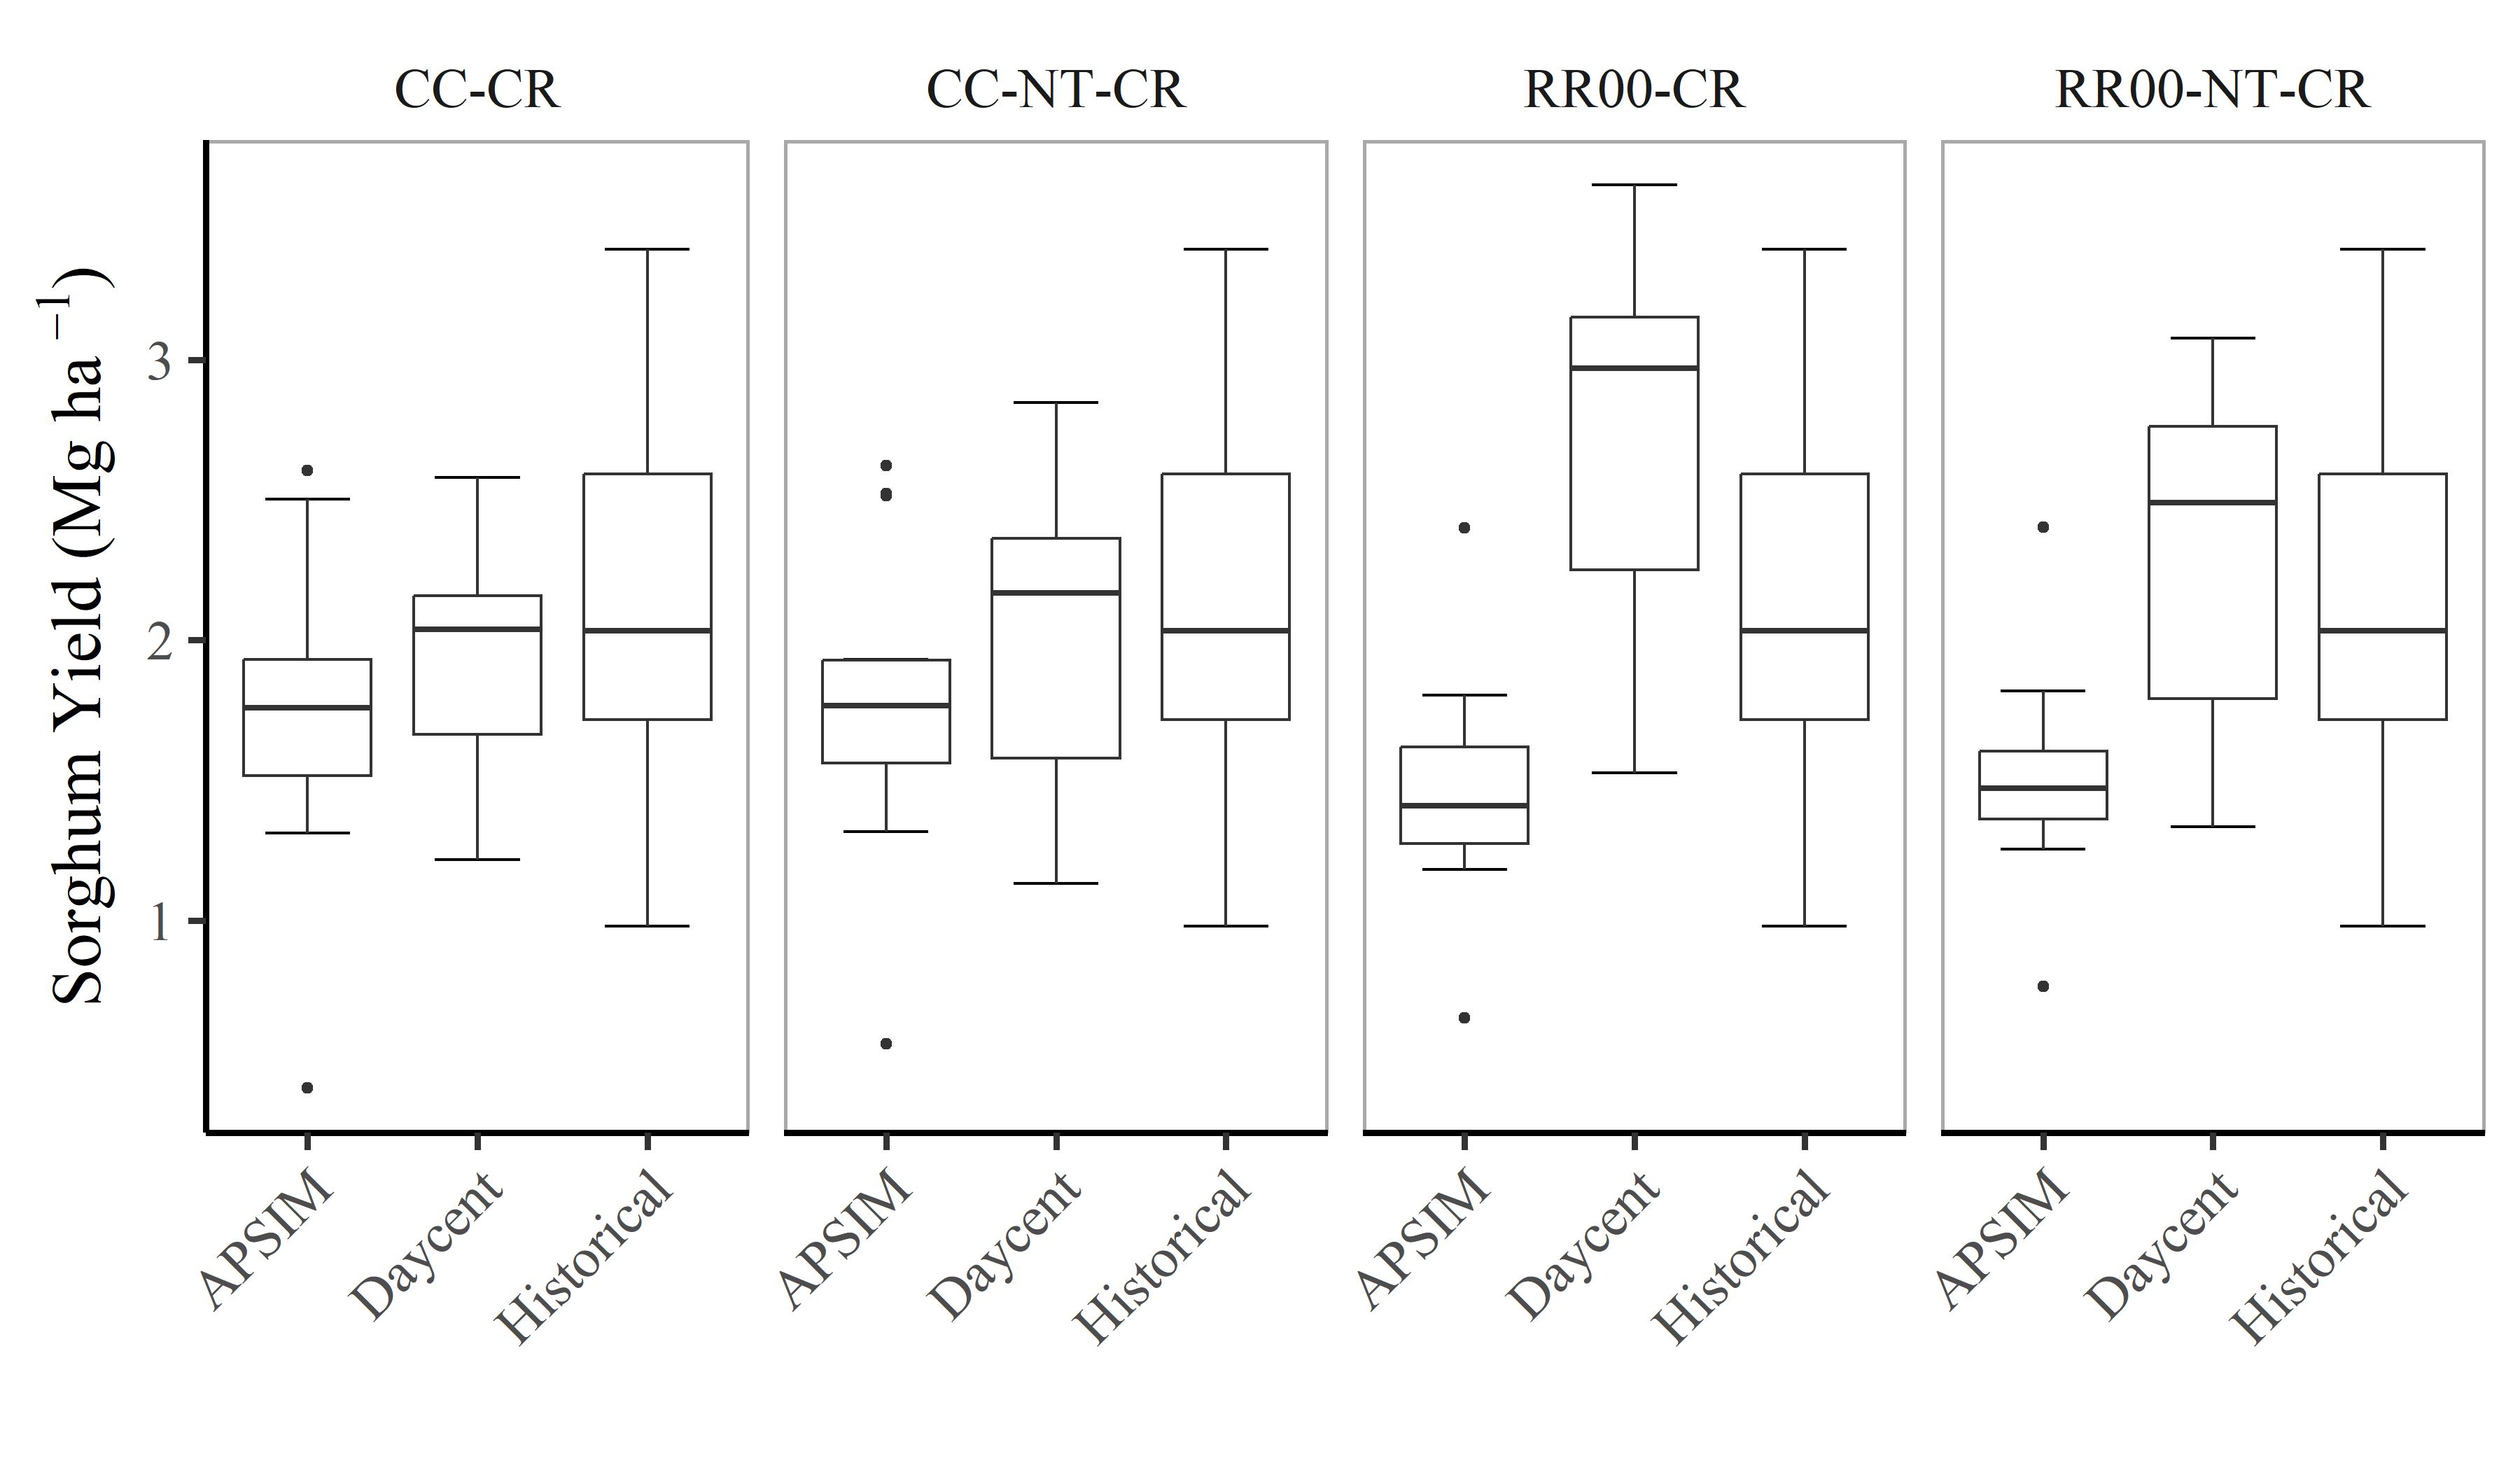 CC-CR
CC-NT-CR
RR00-CR
RR00-NT-CR
Sorghum Yield (Mg ha ⁻¹)
3
2
1
APSIM
Daycent
Historical
APSIM
Daycent
Historical
APSIM
Daycent
Historical
APSIM
Daycent
Historical